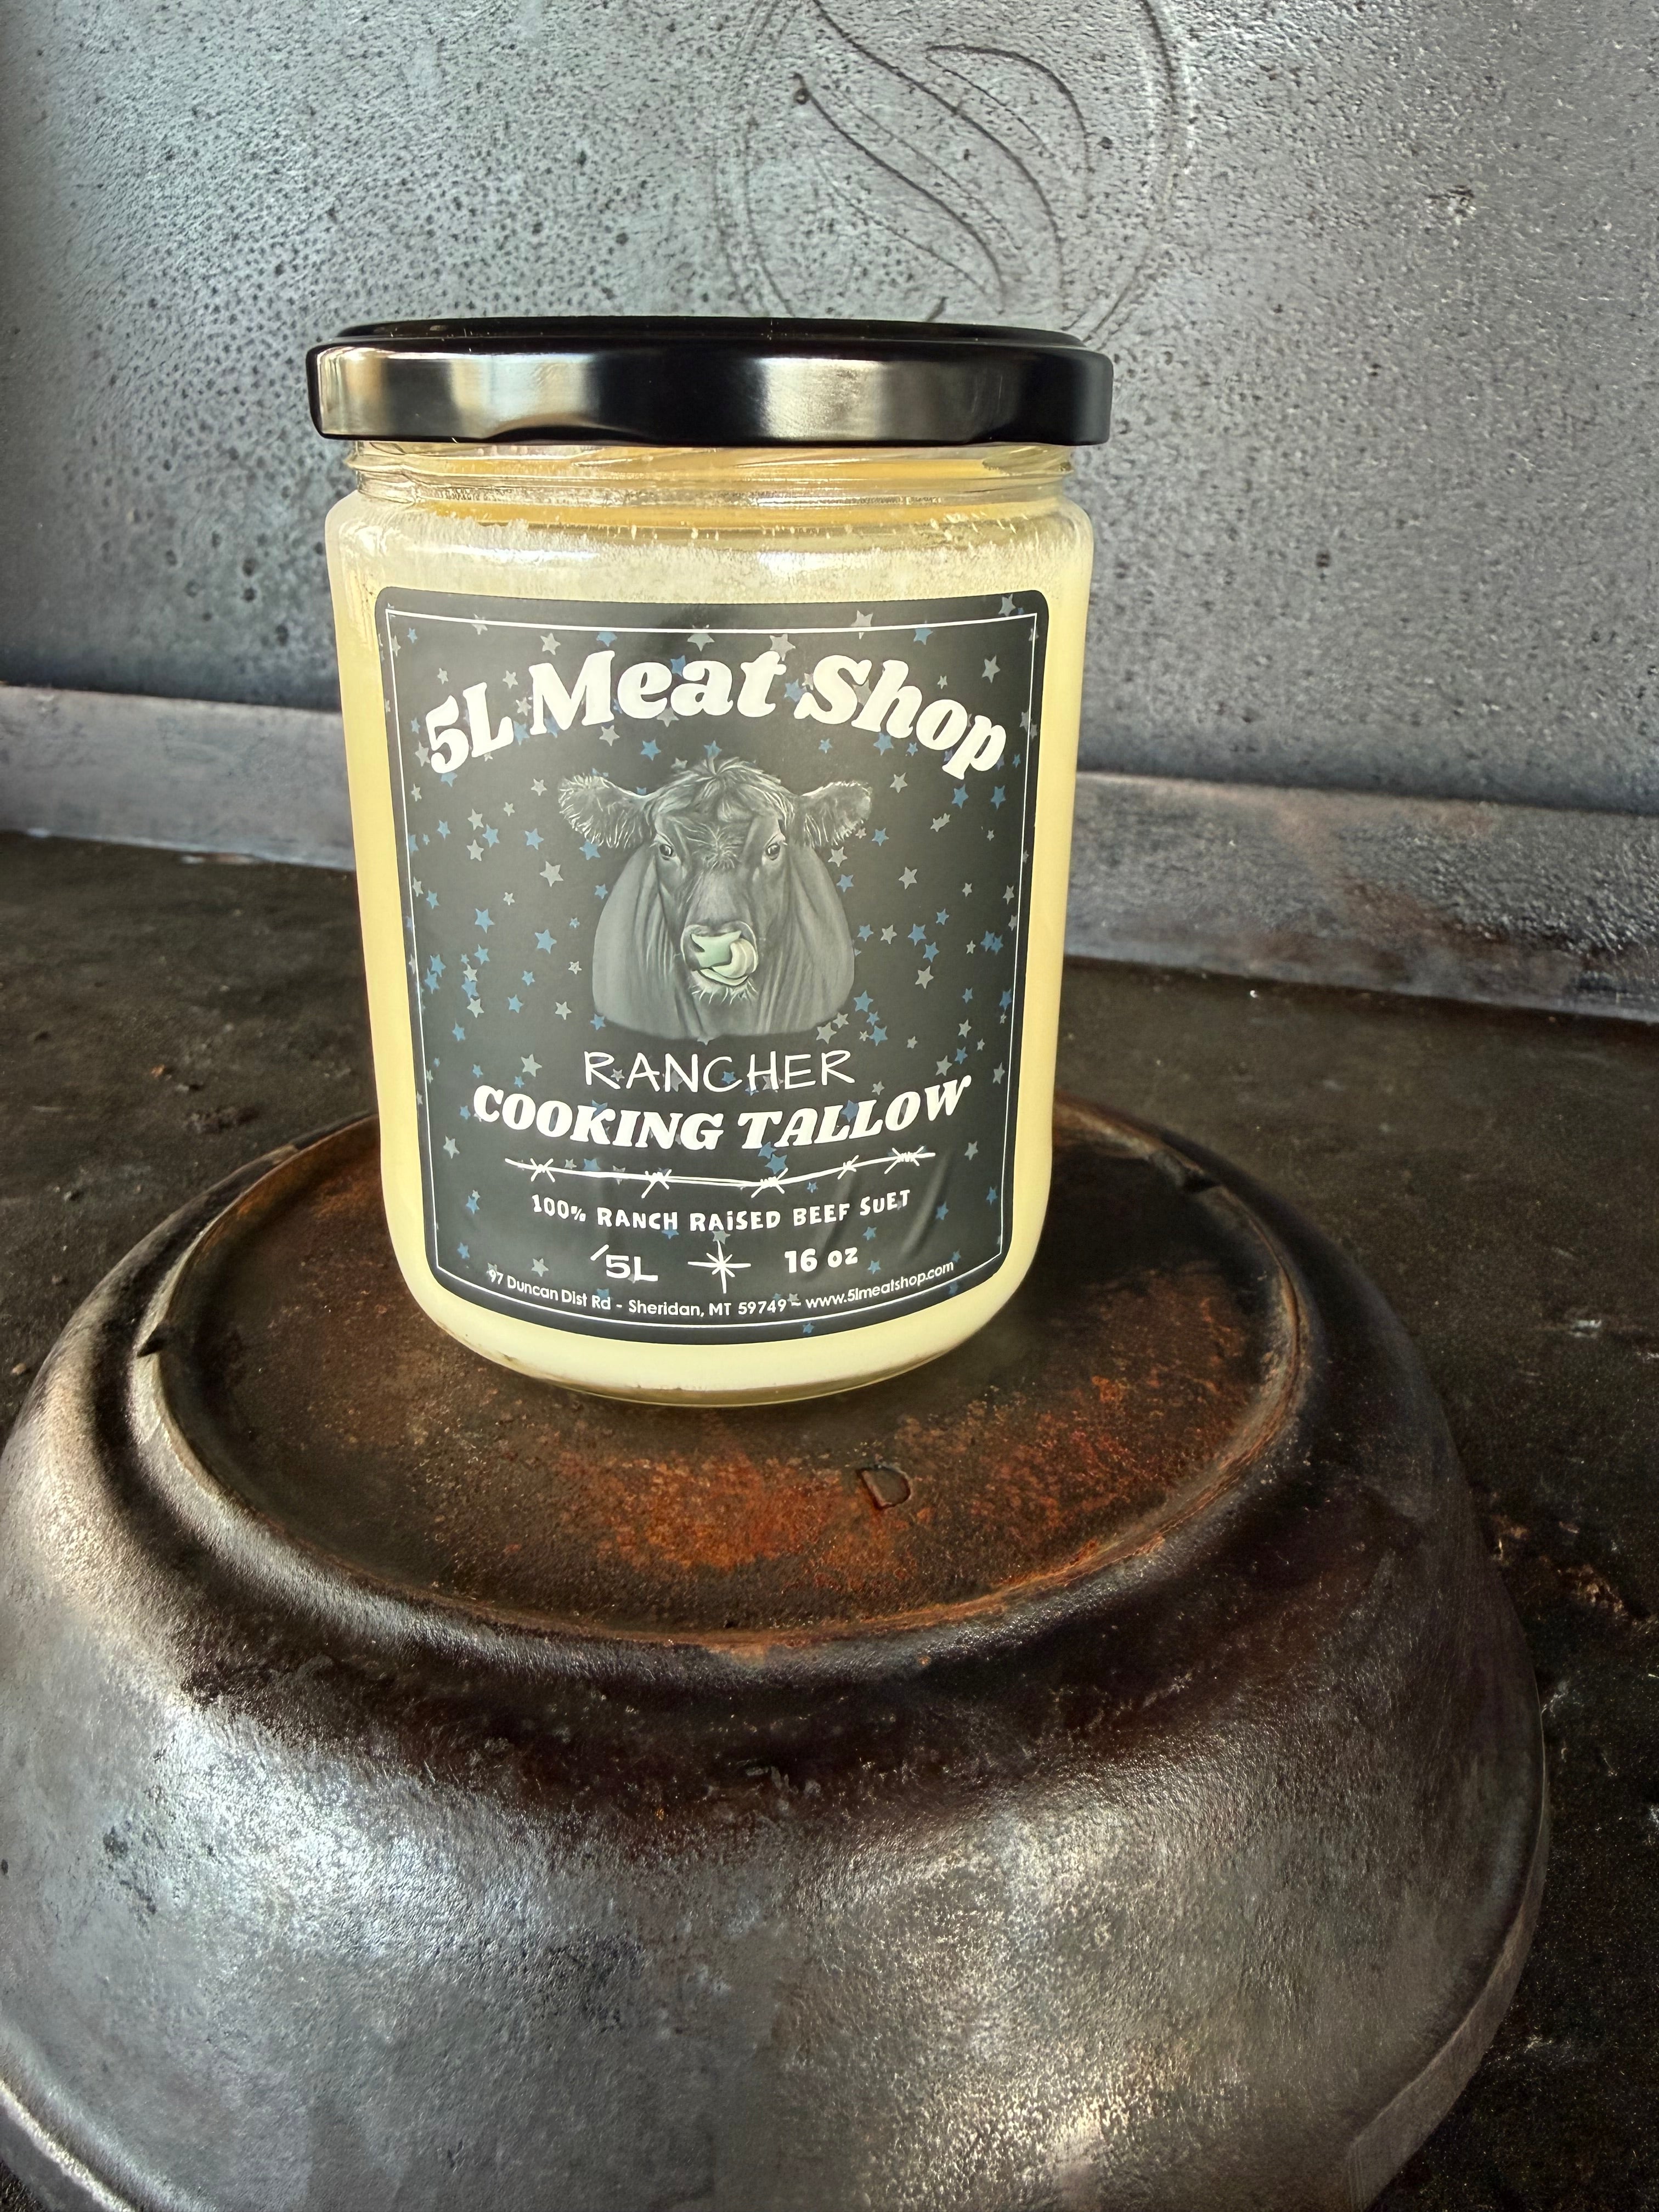 5L Meat Shop
RANCHER
COOKING TALLOW
100% RANCH RAISED BEEF SUET
/5L 16 oz
97 Duncan Dist Rd - Sheridan, MT 59749 - www.5lmeatshop.com
D